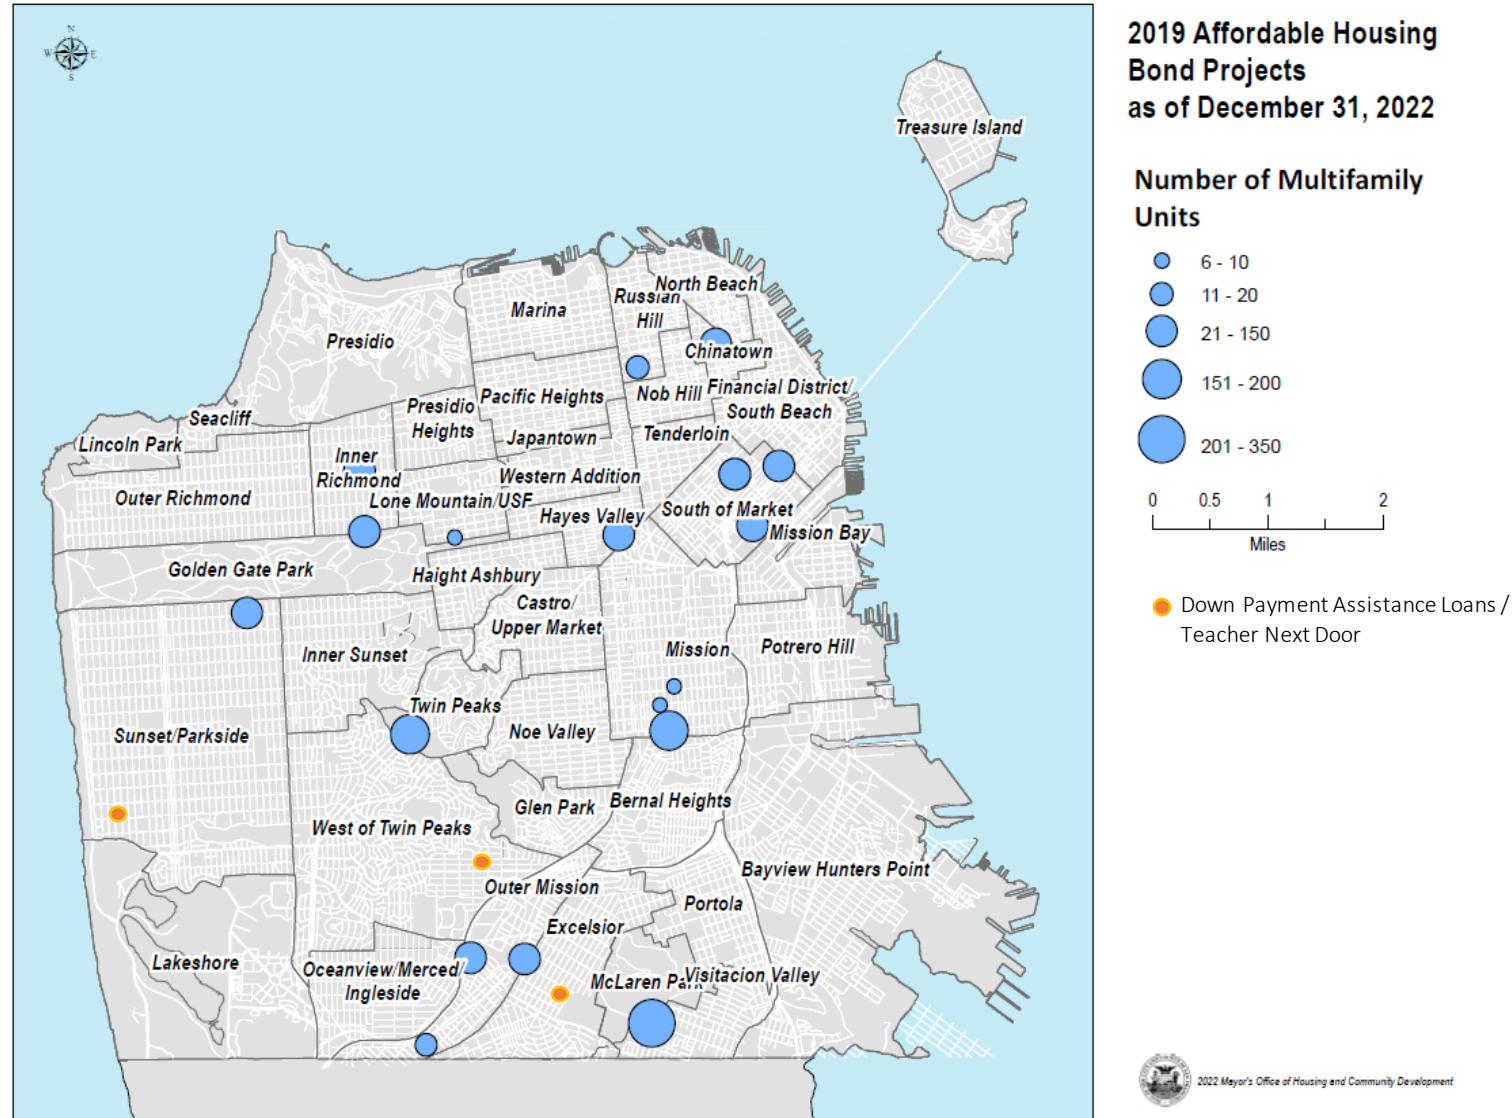 N
W E
S
2019 Affordable Housing
Bond Projects
as of December 31, 2022
Number of Multifamily
Units
6 - 10
11 - 20
21 - 150
151 - 200
201 - 350
0 0.5 1 2
Miles
Down Payment Assistance Loans /
Teacher Next Door
Treasure Island
North Beach
Russian
Hill
Marina
Presidio
Chinatown
Nob Hill
Financial District/
South Beach
Pacific Heights
Presidio
Heights
Seacliff
Lincoln Park
Japantown
Tenderloin
Inner
Richmond
Western Addition
Outer Richmond
Lone Mountain/USF
Hayes Valley
South of Market
Mission Bay
Golden Gate Park
Haight Ashbury
Castro/
Upper Market
Inner Sunset
Mission
Potrero Hill
Twin Peaks
Sunset/Parkside
Noe Valley
Glen Park
Bernal Heights
West of Twin Peaks
Bayview Hunters Point
Outer Mission
Portola
Excelsior
Lakeshore
Oceanview/Merced/
Ingleside
McLaren Park
Visitacion Valley
2022 Mayor's Office of Housing and Community Development